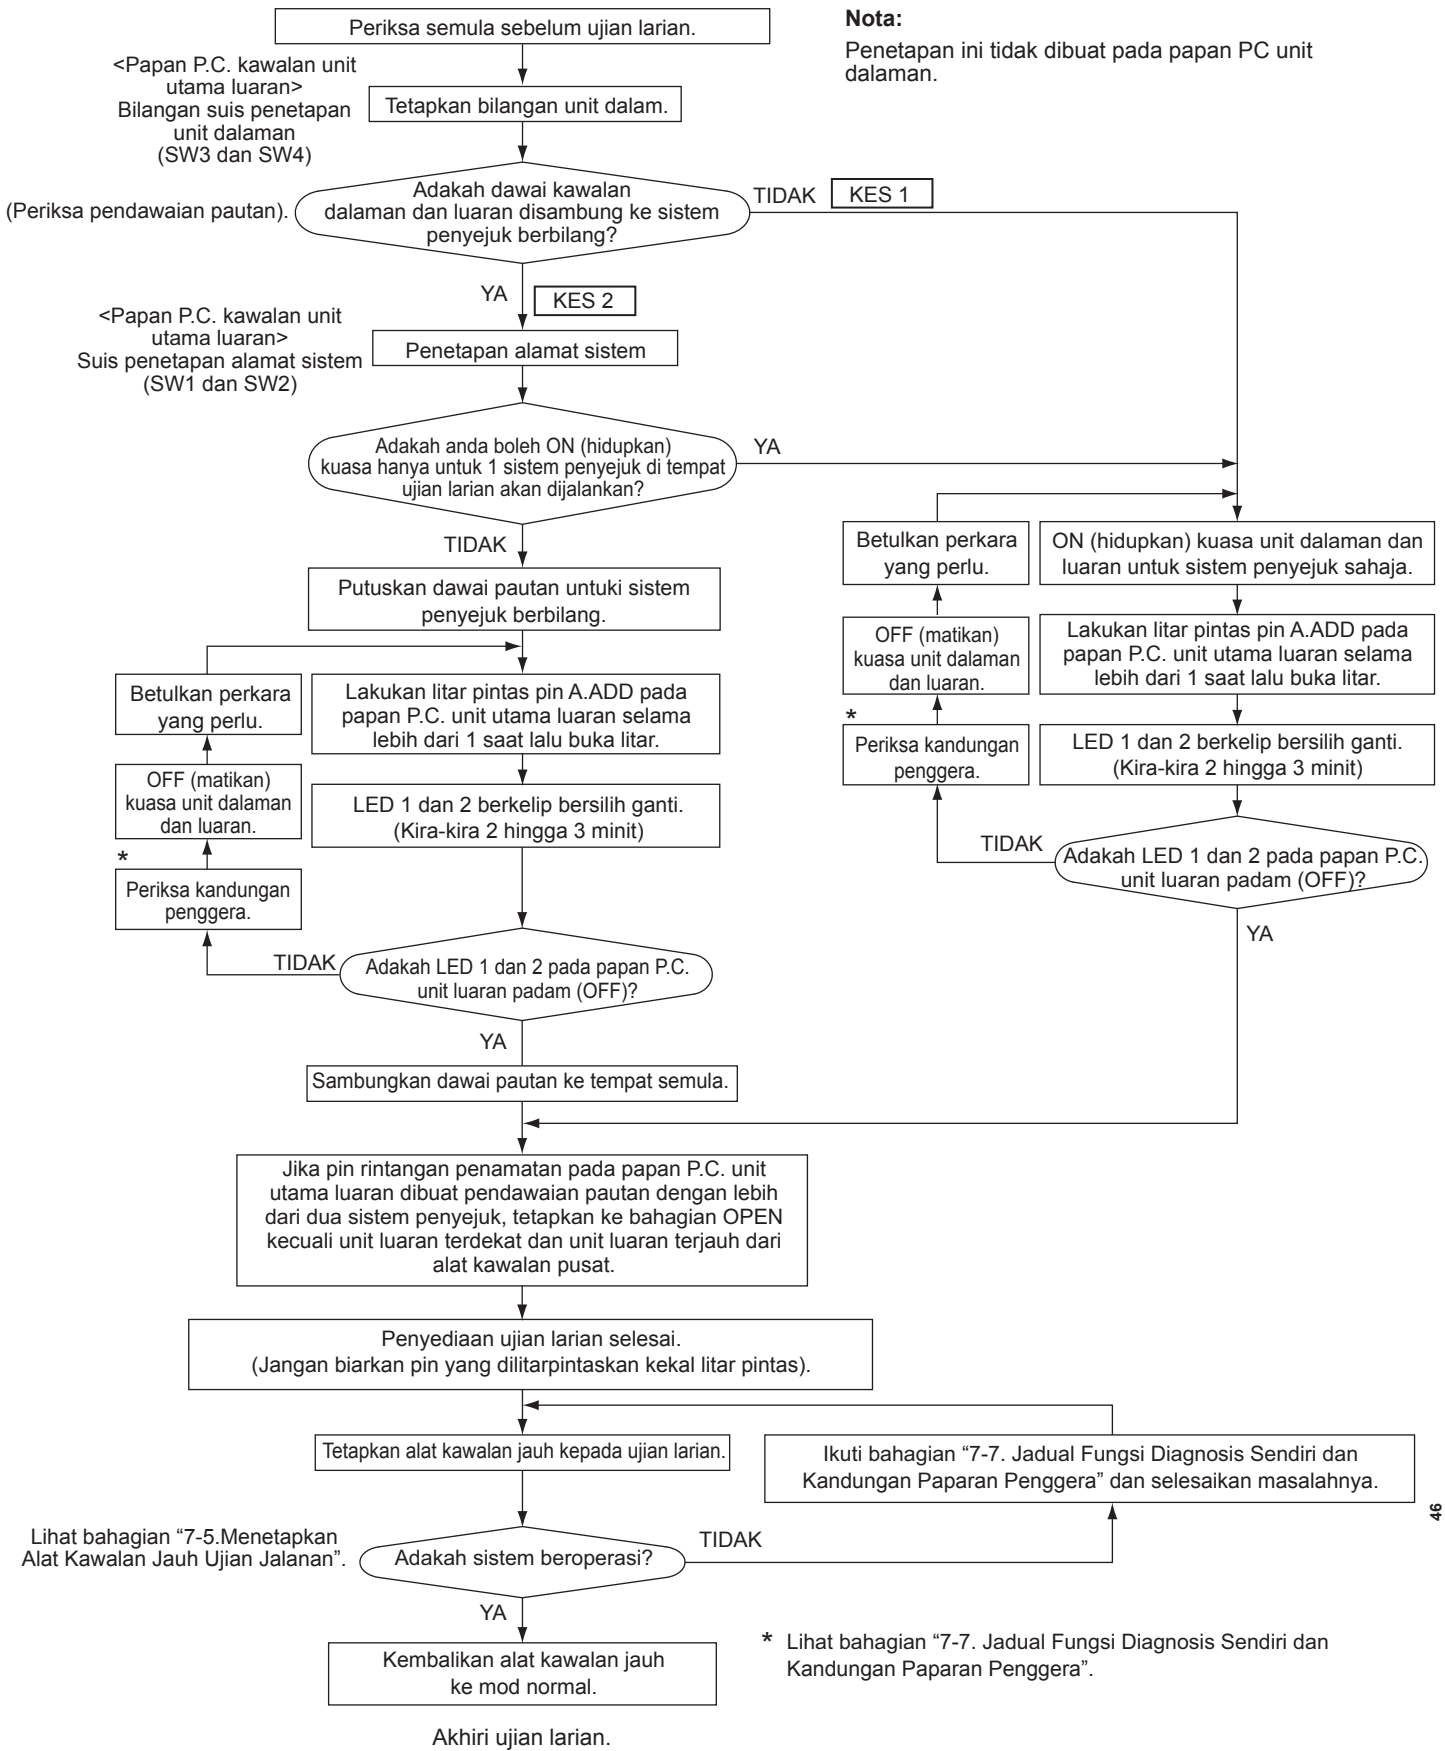 Periksa semula sebelum ujian larian.
Nota:
Penetapan ini tidak dibuat pada papan PC unit
dalaman.
<Papan P.C. kawalan unit
utama luaran>
Bilangan suis penetapan
unit dalaman
(SW3 dan SW4)
Tetapkan bilangan unit dalam.
(Periksa pendawaian pautan).
Adakah dawai kawalan
dalaman dan luaran disambung ke sistem
penyejuk berbilang?
TIDAK
KES 1
YA
KES 2
<Papan P.C. kawalan unit
utama luaran>
Suis penetapan alamat sistem
(SW1 dan SW2)
Penetapan alamat sistem
Adakah anda boleh ON (hidupkan)
kuasa hanya untuk 1 sistem penyejuk di tempat
ujian larian akan dijalankan?
YA
TIDAK
Putuskan dawai pautan untuki sistem
penyejuk berbilang.
Betulkan perkara
yang perlu.
Lakukan litar pintas pin A.ADD pada
papan P.C. unit utama luaran selama
lebih dari 1 saat lalu buka litar.
OFF (matikan)
kuasa unit dalaman
dan luaran.
LED 1 dan 2 berkelip bersilih ganti.
(Kira-kira 2 hingga 3 minit)
*
Periksa kandungan
penggera.
TIDAK
Adakah LED 1 dan 2 pada papan P.C.
unit luaran padam (OFF)?
YA
Sambungkan dawai pautan ke tempat semula.
Betulkan perkara
yang perlu.
ON (hidupkan) kuasa unit dalaman dan
luaran untuk sistem penyejuk sahaja.
OFF (matikan)
kuasa unit dalaman
dan luaran.
Lakukan litar pintas pin A.ADD pada
papan P.C. unit utama luaran selama
lebih dari 1 saat lalu buka litar.
*
Periksa kandungan
penggera.
LED 1 dan 2 berkelip bersilih ganti.
(Kira-kira 2 hingga 3 minit)
TIDAK
Adakah LED 1 dan 2 pada papan P.C.
unit luaran padam (OFF)?
YA
Jika pin rintangan penamatan pada papan P.C. unit
utama luaran dibuat pendawaian pautan dengan lebih
dari dua sistem penyejuk, tetapkan ke bahagian OPEN
kecuali unit luaran terdekat dan unit luaran terjauh dari
alat kawalan pusat.
Penyediaan ujian larian selesai.
(Jangan biarkan pin yang dilitarpintaskan kekal litar pintas).
Tetapkan alat kawalan jauh kepada ujian larian.
Ikuti bahagian “7-7. Jadual Fungsi Diagnosis Sendiri dan
Kandungan Paparan Penggera” dan selesaikan masalahnya.
Lihat bahagian “7-5.Menetapkan
Alat Kawalan Jauh Ujian Jalanan”.
Adakah sistem beroperasi?
TIDAK
YA
Kembalikan alat kawalan jauh
ke mod normal.
Akhiri ujian larian.
* Lihat bahagian “7-7. Jadual Fungsi Diagnosis Sendiri dan
Kandungan Paparan Penggera”.
46